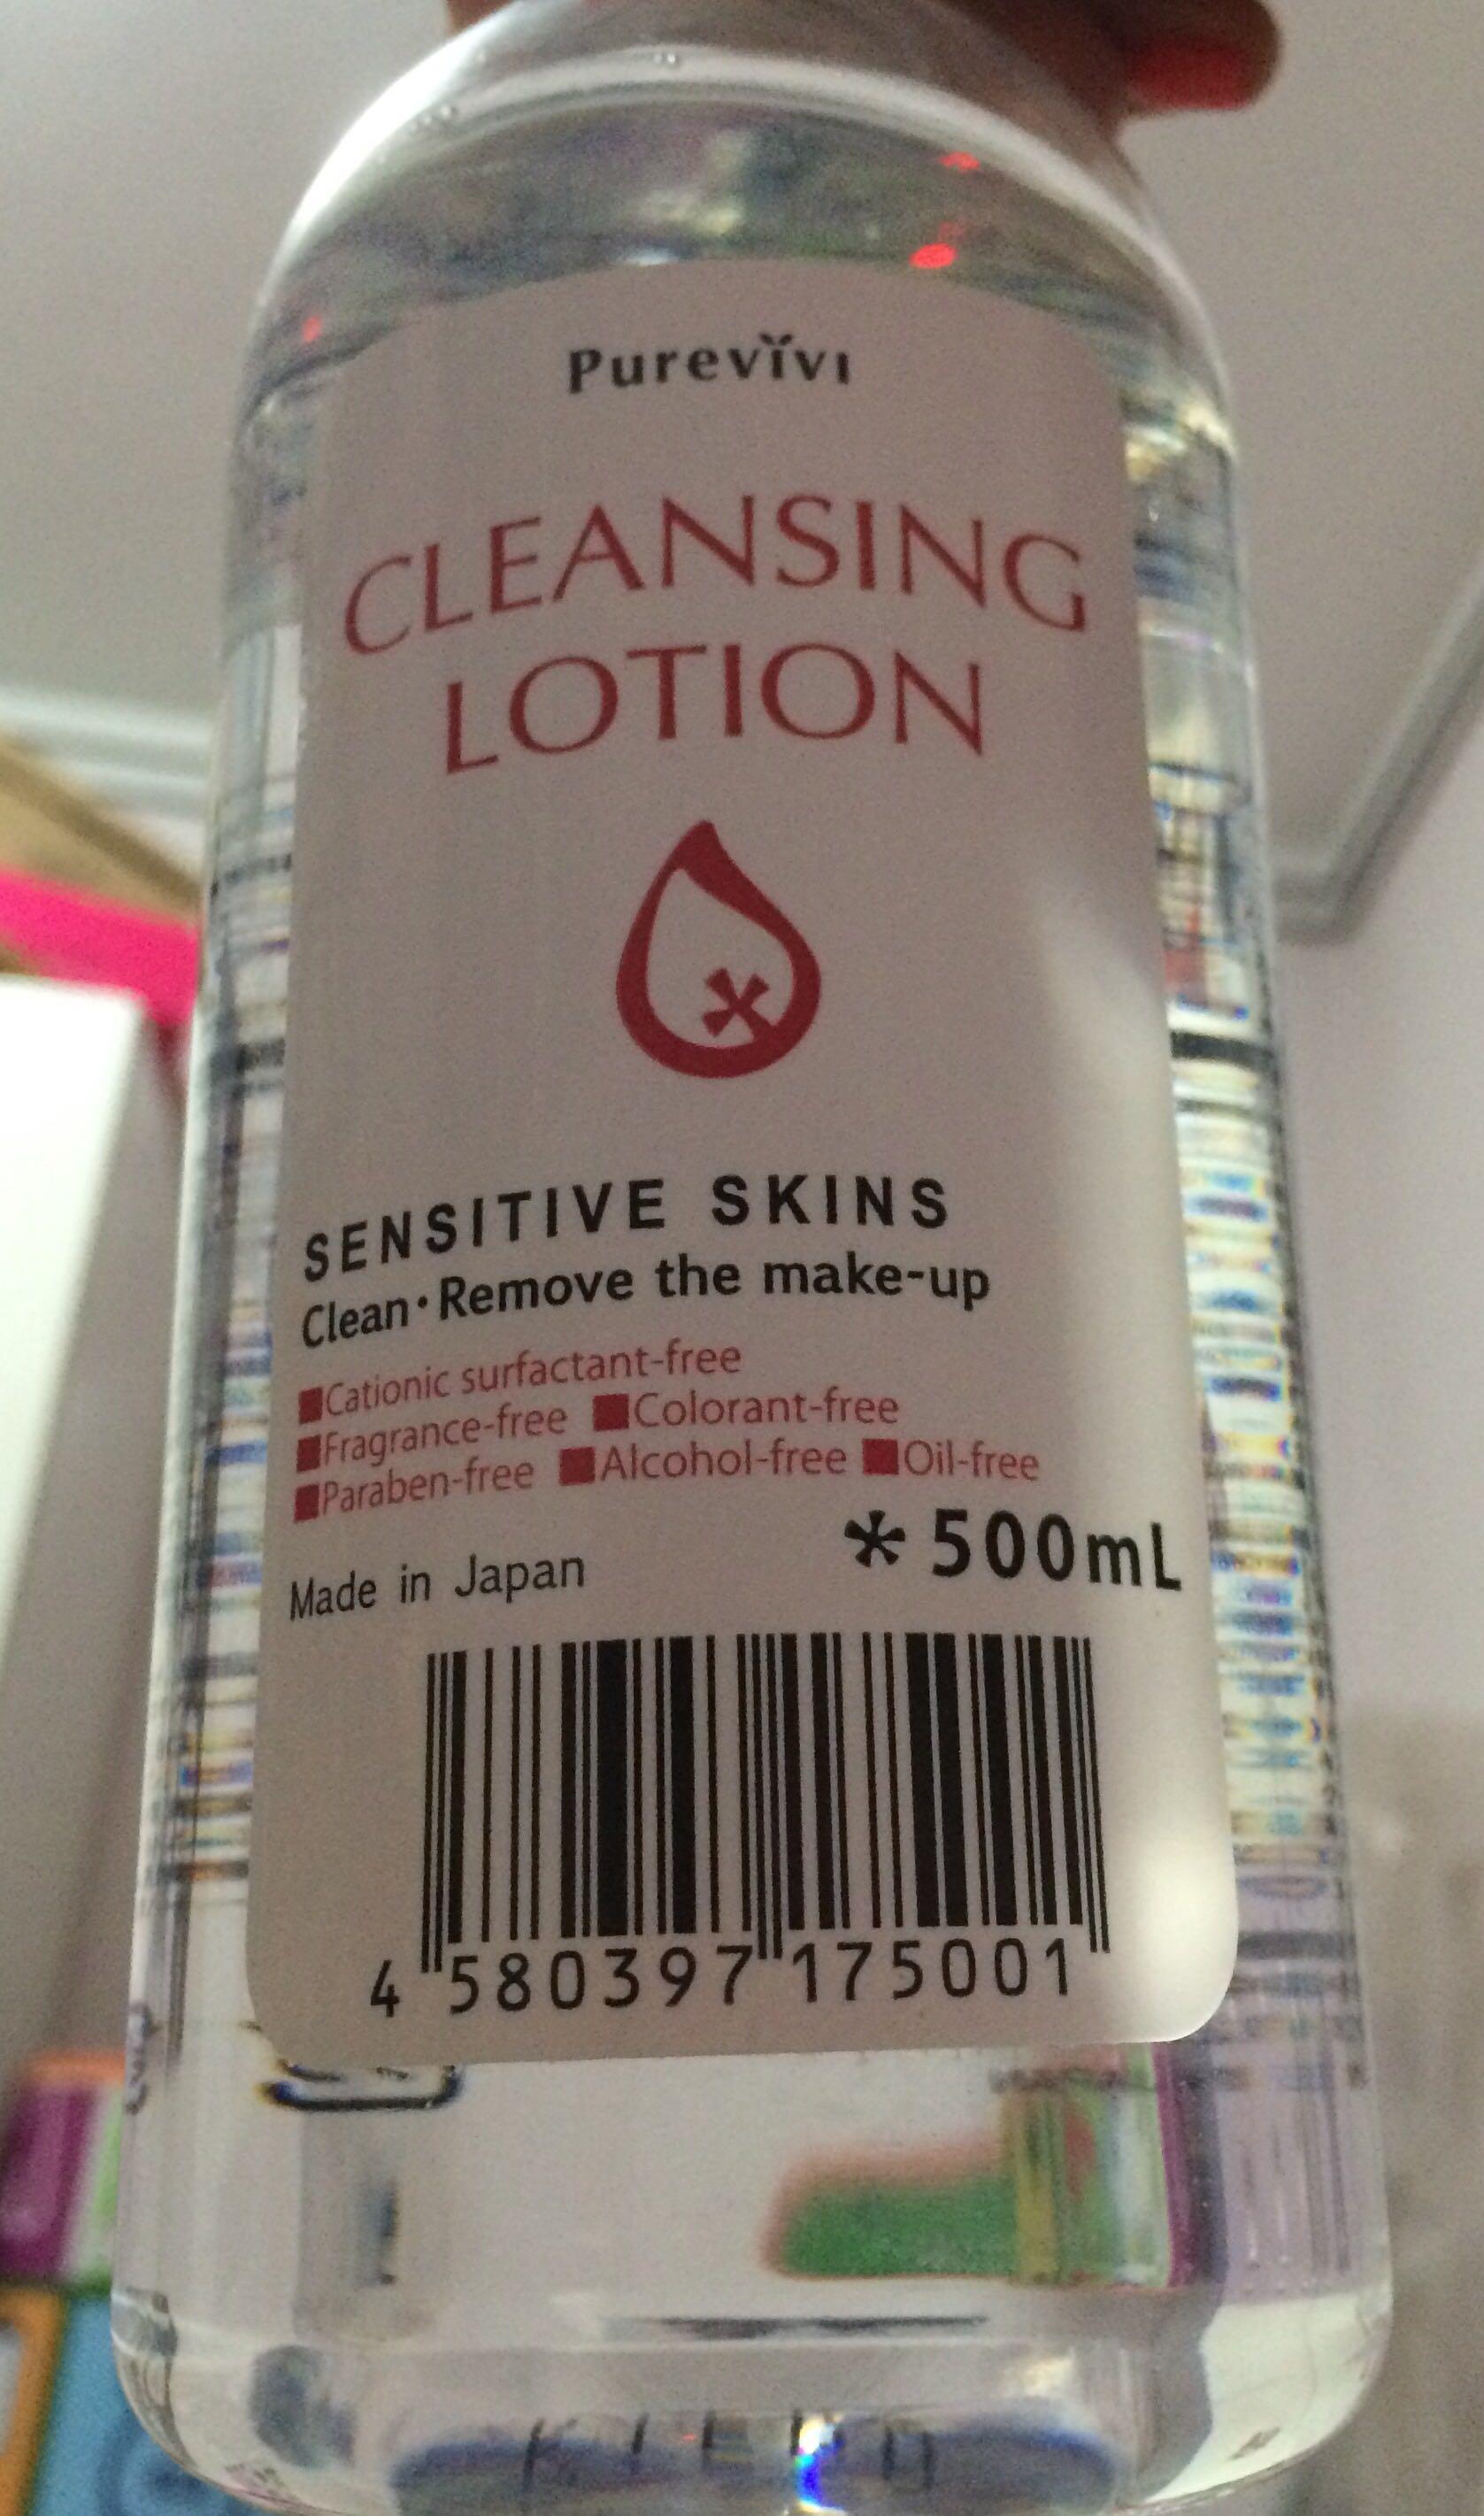 Purevĭvı
CLEANSING
LOTION
SENSITIVE SKINS
Clean・Remove the make-up
■Cationic surfactant-free
■Fragrance-free ■Colorant-free
■Paraben-free ■Alcohol-free ■Oil-free
Made in Japan * 500mL
4 580397 175001